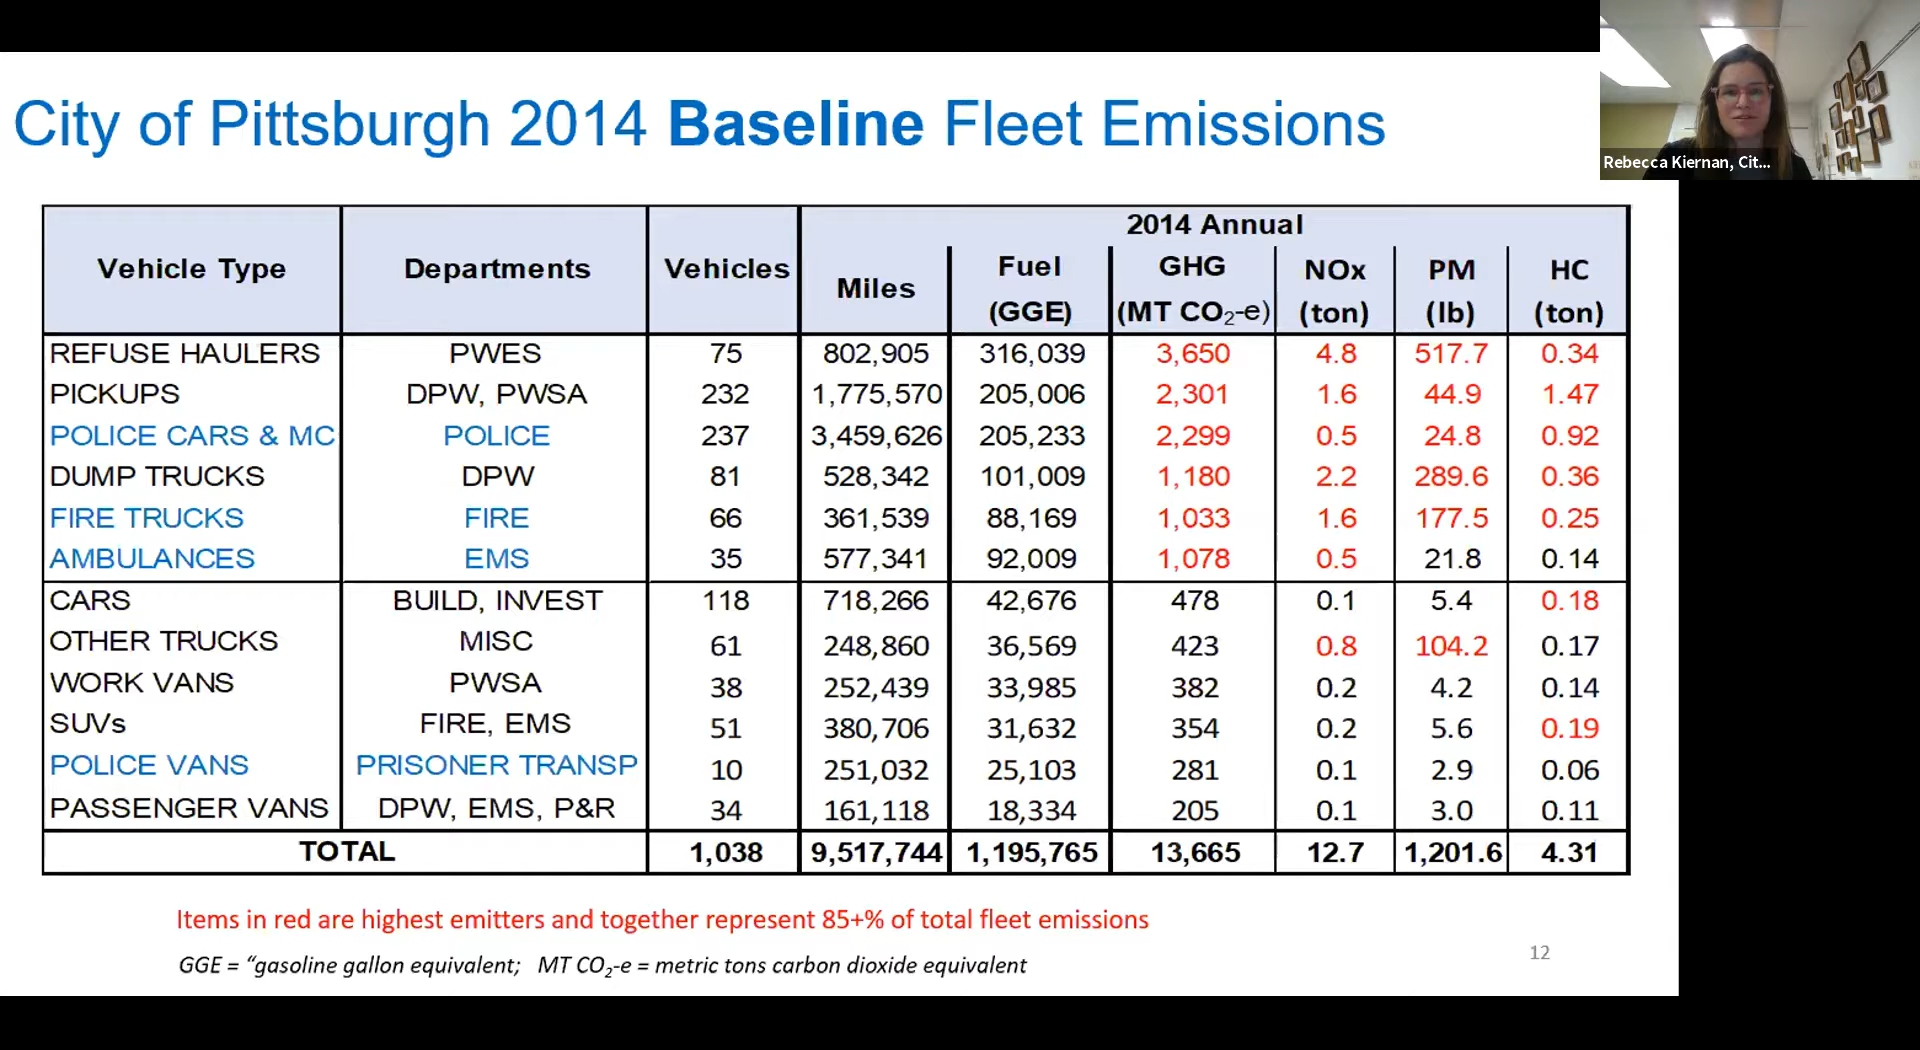 City of Pittsburgh 2014 Baseline Fleet Emissions
Rebecca Kiernan, Cit...
2014 Annual
Vehicle Type Departments Vehicles Miles Fuel (GGE) GHG (MT CO₂-e) NOx (ton) PM (lb) HC (ton)
REFUSE HAULERS PWES 75 802,905 316,039 3,650 4.8 517.7 0.34
PICKUPS DPW, PWSA 232 1,775,570 205,006 2,301 1.6 44.9 1.47
POLICE CARS & MC POLICE 237 3,459,626 205,233 2,299 0.5 24.8 0.92
DUMP TRUCKS DPW 81 528,342 101,009 1,180 2.2 289.6 0.36
FIRE TRUCKS FIRE 66 361,539 88,169 1,033 1.6 177.5 0.25
AMBULANCES EMS 35 577,341 92,009 1,078 0.5 21.8 0.14
CARS BUILD, INVEST 118 718,266 42,676 478 0.1 5.4 0.18
OTHER TRUCKS MISC 61 248,860 36,569 423 0.8 104.2 0.17
WORK VANS PWSA 38 252,439 33,985 382 0.2 4.2 0.14
SUVs FIRE, EMS 51 380,706 31,632 354 0.2 5.6 0.19
POLICE VANS PRISONER TRANSP 10 251,032 25,103 281 0.1 2.9 0.06
PASSENGER VANS DPW, EMS, P&R 34 161,118 18,334 205 0.1 3.0 0.11
TOTAL 1,038 9,517,744 1,195,765 13,665 12.7 1,201.6 4.31
Items in red are highest emitters and together represent 85+% of total fleet emissions
GGE = “gasoline gallon equivalent; MT CO₂-e = metric tons carbon dioxide equivalent
12